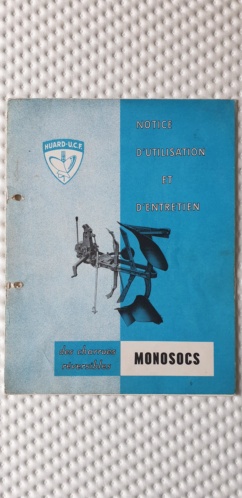 HUARD-U.C.F.
NOTICE
D'UTILISATION
ET
D'ENTRETIEN
des charrues
réversibles
MONOSOCS